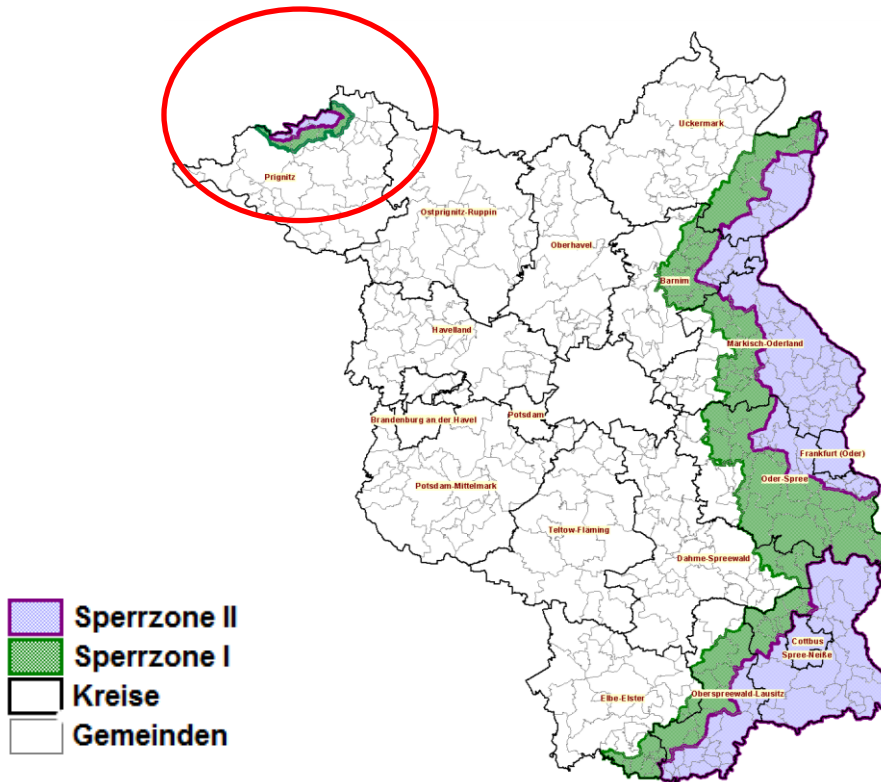 Uckermark
Prignitz
Ostprignitz-Ruppin
Oberhavel
Barnim
Havelland
Märkisch-Oderland
Brandenburg an der Havel
Potsdam
Frankfurt (Oder)
Potsdam-Mittelmark
Oder-Spree
Teltow-Fläming
Dahme-Spreewald
Cottbus
Spree-Neiße
Elbe-Elster
Oberspreewald-Lausitz
Sperrzone II
Sperrzone I
Kreise
Gemeinden